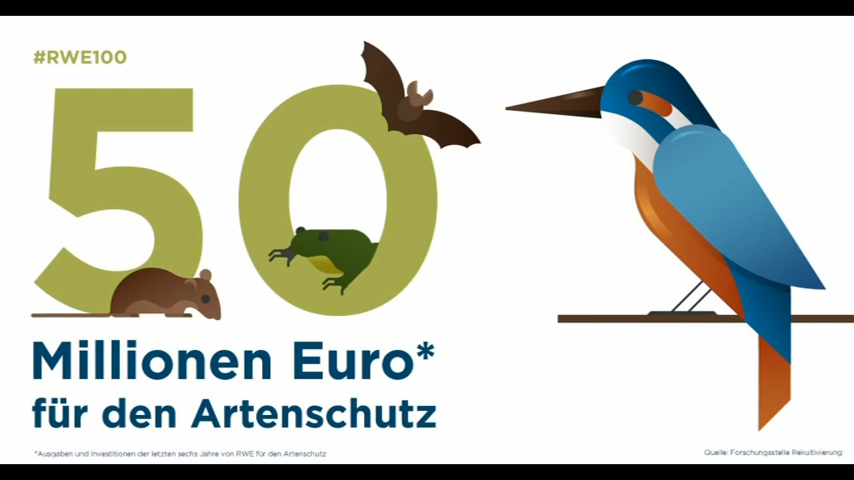 #RWE100
50
Millionen Euro*
für den Artenschutz
*Ausgaben und Investitionen der letzten sechs Jahre von RWE für den Artenschutz
Quelle: Forschungsstelle Rekultivierung